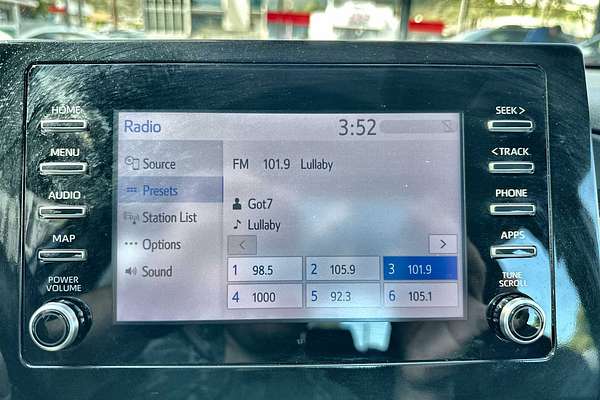 HOME
MENU
AUDIO
MAP
POWER
VOLUME
Radio 3:52
Source
Presets
Station List
Options
Sound
FM 101.9 Lullaby
Got7
Lullaby
< >
1 98.5 2 105.9 3 101.9
4 1000 5 92.3 6 105.1
SEEK >
< TRACK
PHONE
APPS
TUNE
SCROLL